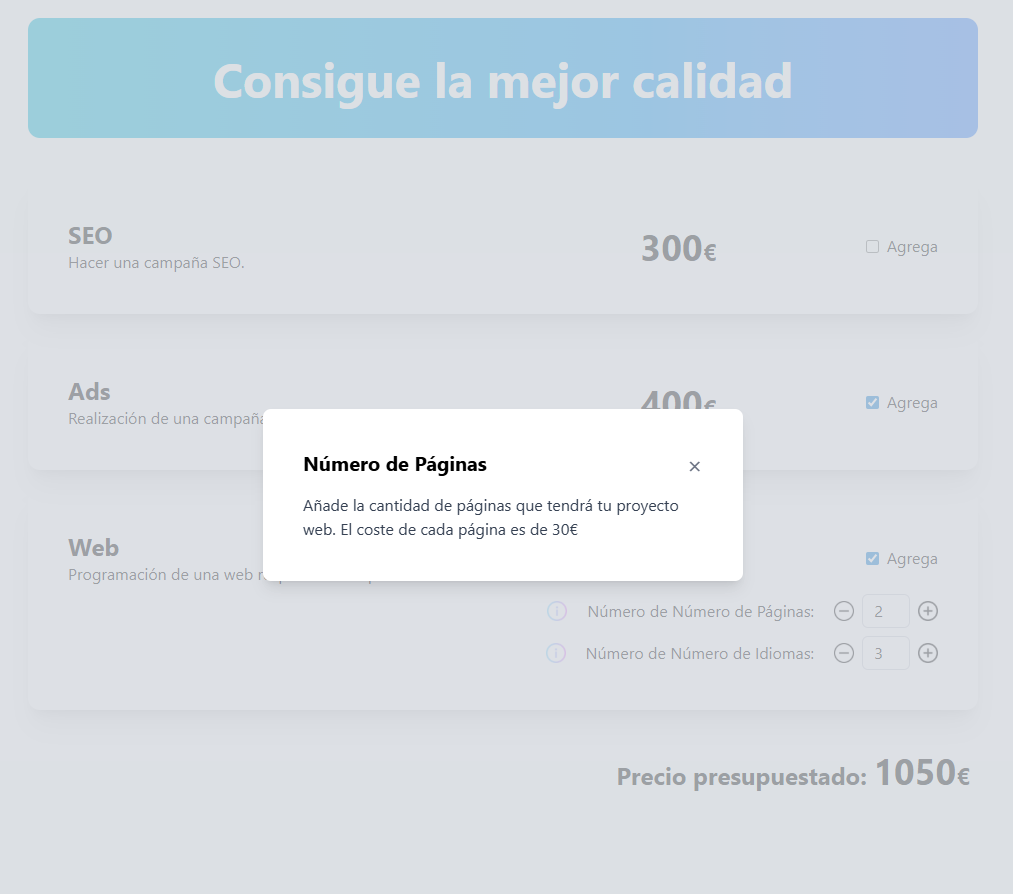 Consigue la mejor calidad
SEO
Hacer una campaña SEO.
300€
Agrega
Ads
Realización de una campaña
400€
Agrega
Número de Páginas
×
Añade la cantidad de páginas que tendrá tu proyecto
web. El coste de cada página es de 30€
Web
Programación de una web
Agrega
Número de Número de Páginas:
2
Número de Número de Idiomas:
3
Precio presupuestado: 1050€